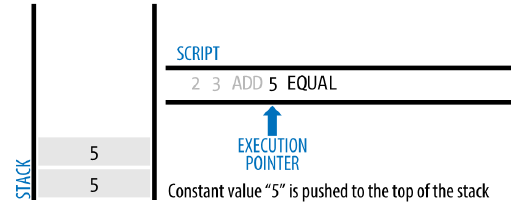 SCRIPT
2 3 ADD 5 EQUAL
EXECUTION
POINTER
5
5
STACK
Constant value “5” is pushed to the top of the stack